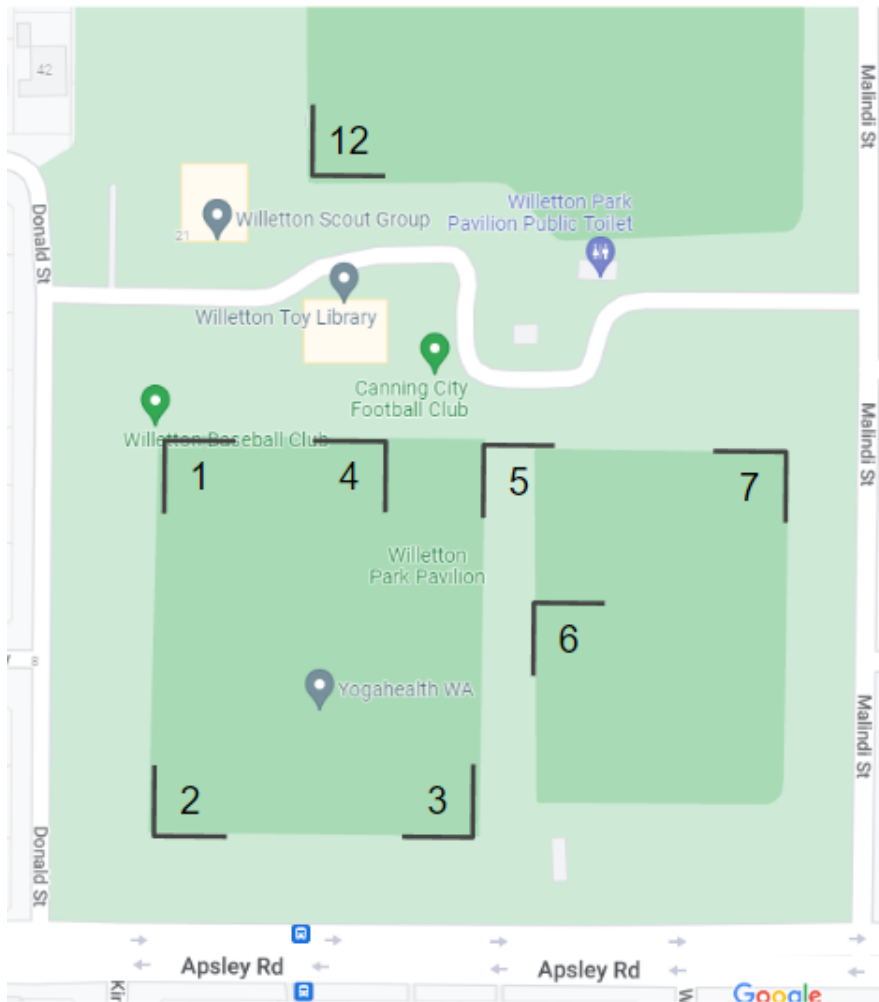 42
Malindi St
12
Willetton Park
Pavilion Public Toilet
Willetton Scout Group
21
Donald St
Willetton Toy Library
Canning City
Football Club
Willetton Baseball Club
Malindi St
1
4
5
7
Willetton
Park Pavilion
6
Yogahealth WA
Malindi St
2
3
Donald St
Apsley Rd
Apsley Rd
Google